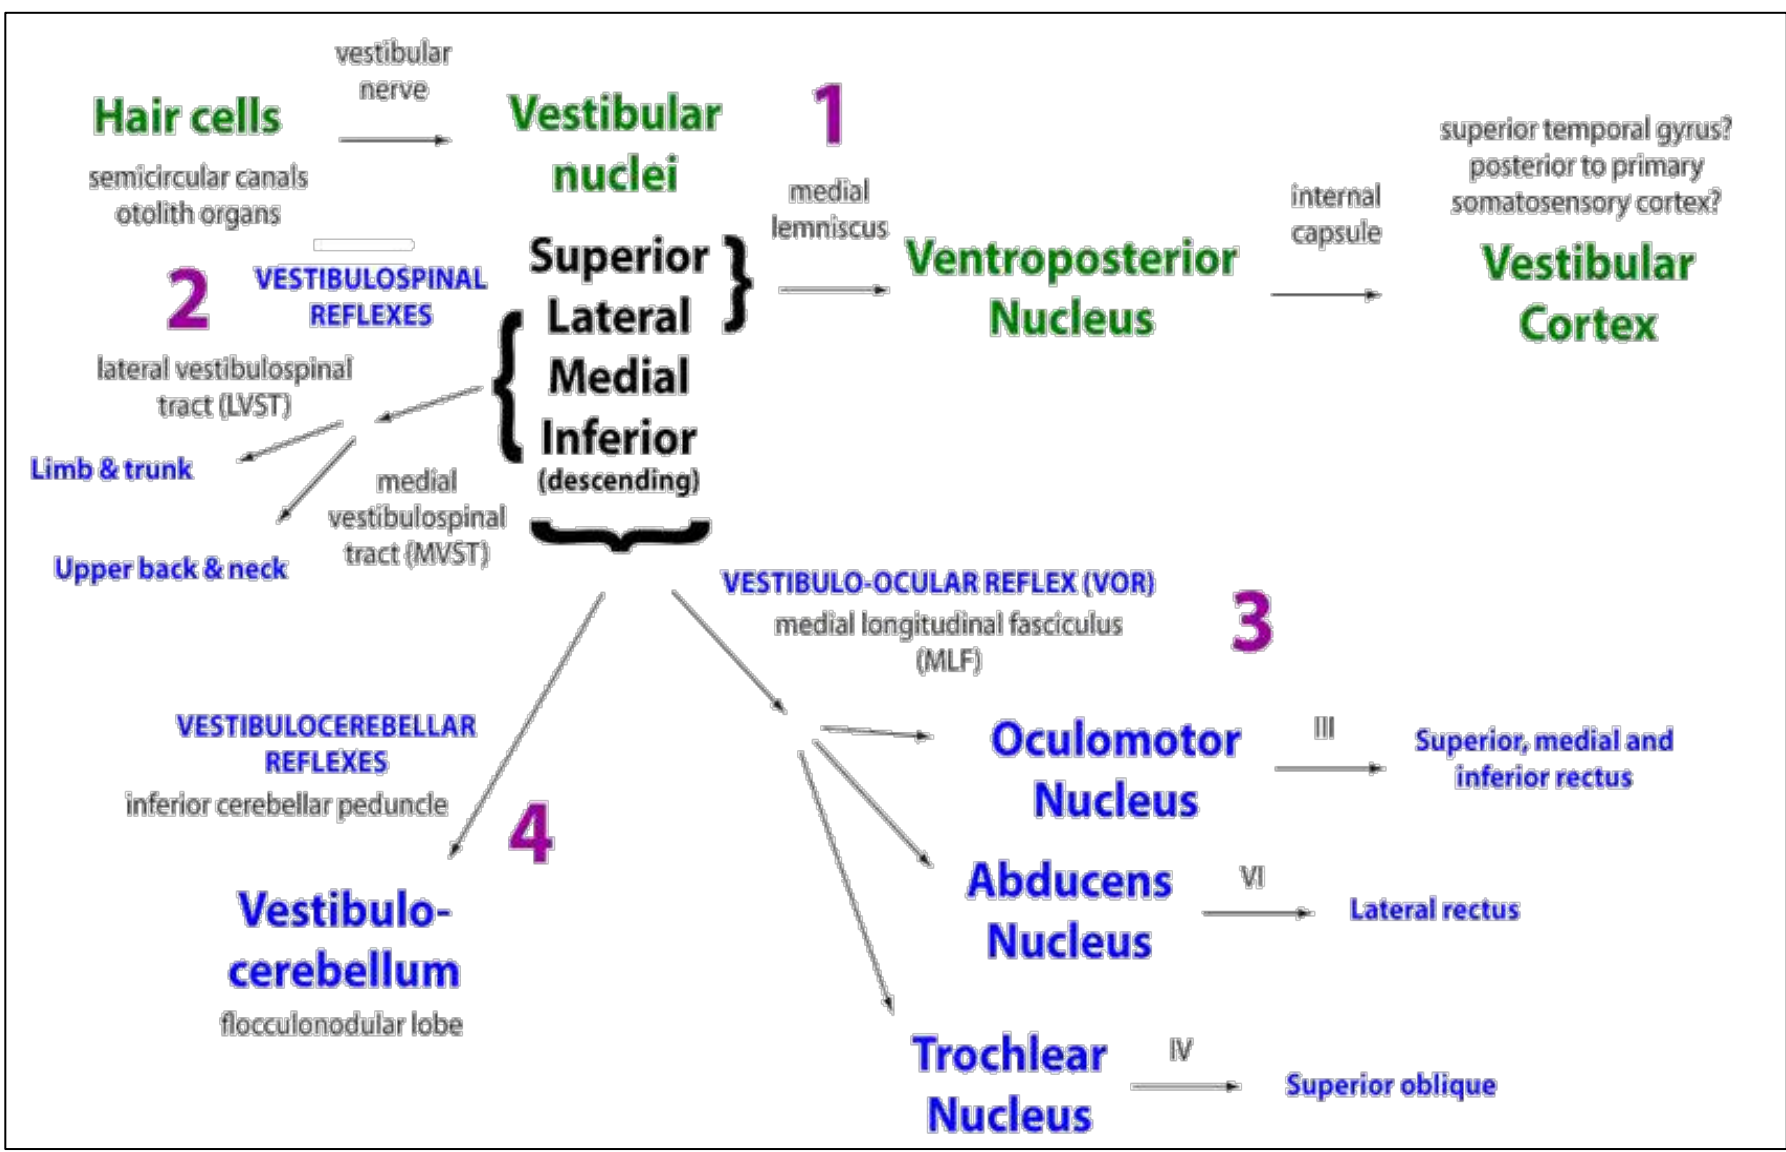 vestibular
nerve
Hair cells
semicircular canals
otolith organs
Vestibular
nuclei
1
medial
lemniscus
Ventroposterior
Nucleus
internal
capsule
superior temporal gyrus?
posterior to primary
somatosensory cortex?
Vestibular
Cortex
Superior
Lateral
Medial
Inferior
(descending)
2
VESTIBULOSPINAL
REFLEXES
lateral vestibulospinal
tract (LVST)
Limb & trunk
medial
vestibulospinal
tract (MVST)
Upper back & neck
VESTIBULO-OCULAR REFLEX (VOR)
medial longitudinal fasciculus
(MLF)
3
Oculomotor
Nucleus
III
Superior, medial and
inferior rectus
Abducens
Nucleus
VI
Lateral rectus
Trochlear
Nucleus
IV
Superior oblique
VESTIBULOCEREBELLAR
REFLEXES
inferior cerebellar peduncle
4
Vestibulo-
cerebellum
flocculonodular lobe